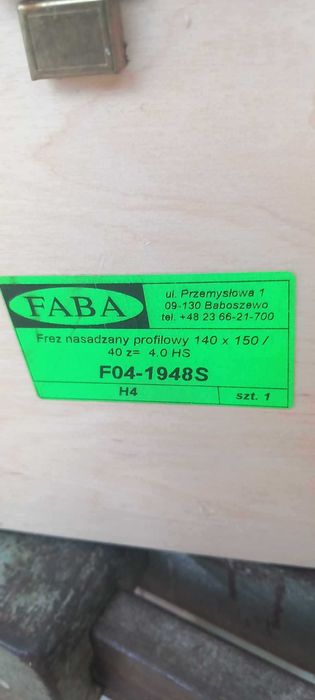 FABA
ul. Przemysłowa 1
09-130 Baboszewo
tel. +48 23 66-21-700
Frez nasadzany profilowy 140 x 150 /
40 z= 4.0 HS
F04-1948S
H4
szt. 1